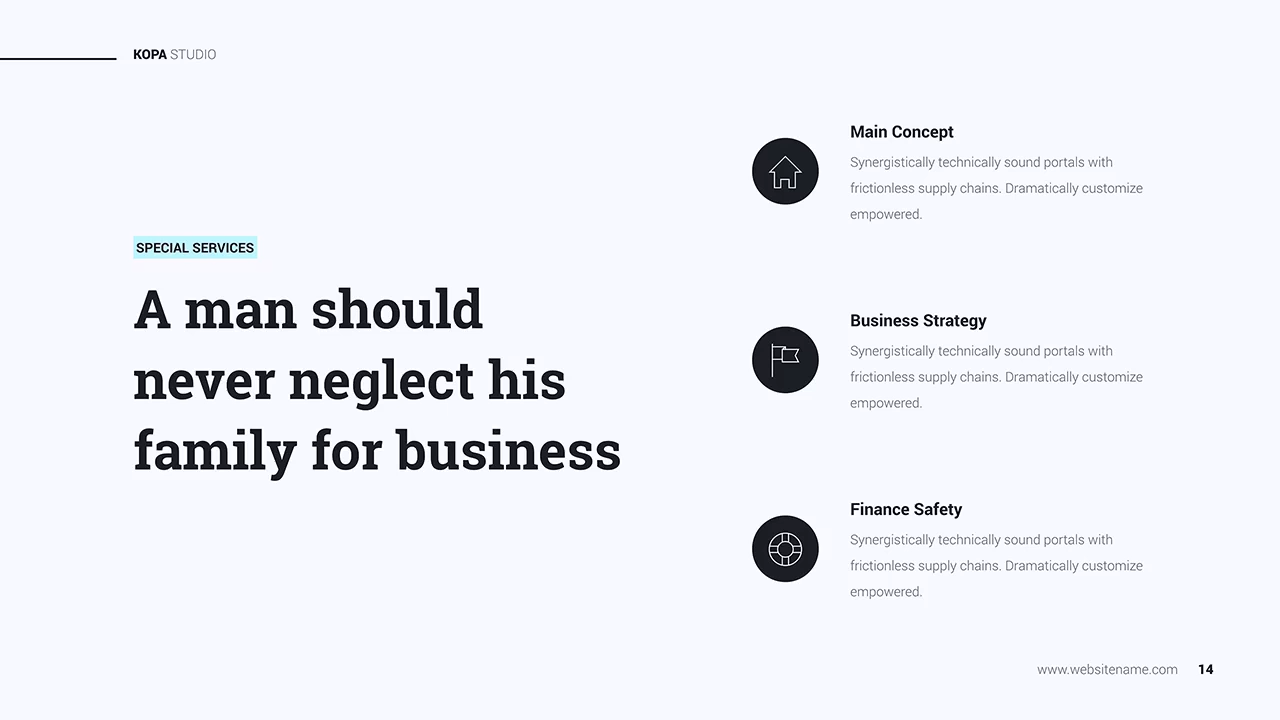 KOPA STUDIO
SPECIAL SERVICES
A man should
never neglect his
family for business
Main Concept
Synergistically technically sound portals with
frictionless supply chains. Dramatically customize
empowered.
Business Strategy
Synergistically technically sound portals with
frictionless supply chains. Dramatically customize
empowered.
Finance Safety
Synergistically technically sound portals with
frictionless supply chains. Dramatically customize
empowered.
www.websitename.com 14